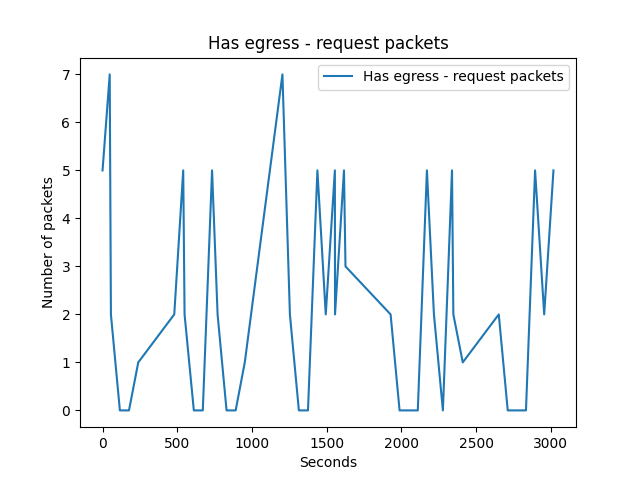 Has egress - request packets
Has egress - request packets
7
6
5
4
3
2
1
0
Number of packets
0 500 1000 1500 2000 2500 3000
Seconds